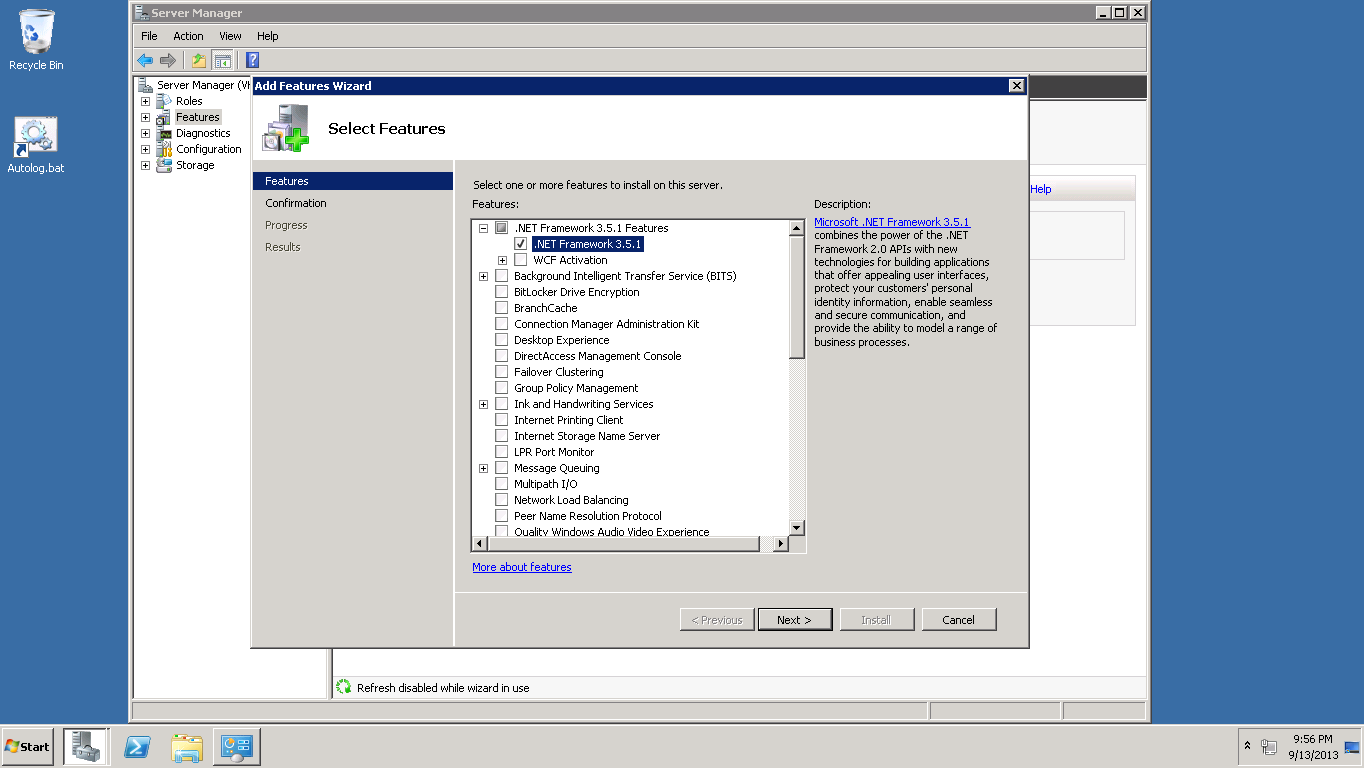 Recycle Bin
Autolog.bat
Server Manager
File Action View Help
Server Manager (
Roles
Features
Diagnostics
Configuration
Storage
Add Features Wizard
Select Features
Features
Confirmation
Progress
Results
Select one or more features to install on this server.
Features:
.NET Framework 3.5.1 Features
.NET Framework 3.5.1
WCF Activation
Background Intelligent Transfer Service (BITS)
BitLocker Drive Encryption
BranchCache
Connection Manager Administration Kit
Desktop Experience
DirectAccess Management Console
Failover Clustering
Group Policy Management
Ink and Handwriting Services
Internet Printing Client
Internet Storage Name Server
LPR Port Monitor
Message Queuing
Multipath I/O
Network Load Balancing
Peer Name Resolution Protocol
Quality Windows Audio Video Experience
Description:
Microsoft .NET Framework 3.5.1
combines the power of the .NET
Framework 2.0 APIs with new
technologies for building applications
that offer appealing user interfaces,
protect your customers' personal
identity information, enable seamless
and secure communication, and
provide the ability to model a range of
business processes.
Help
More about features
< Previous Next > Install Cancel
Refresh disabled while wizard in use
Start
9:56 PM
9/13/2013